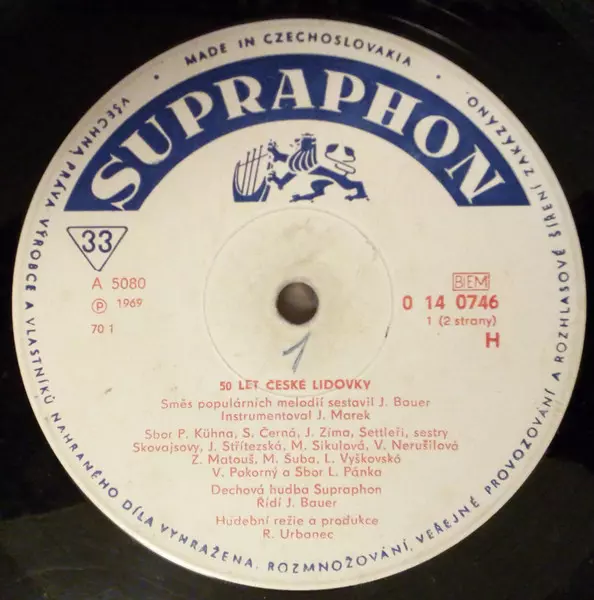 • MADE IN CZECHOSLOVAKIA •
SUPRAPHON
VŠECHNA PRÁVA VÝROBCE A VLASTNÍKŮ NAHRANÉHO DÍLA VYHRAŽENA. ROZMNOŽOVÁNÍ, VEŘEJNÉ PROVOZOVÁNÍ A ROZHLASOVÉ ŠÍŘENÍ ZAKÁZÁNO.
33
A 5080
℗ 1969
70 1
BIEM
0 14 0746
1 (2 strany)
H
1
50 LET ČESKÉ LIDOVKY
Směs populárních melodií sestavil J. Bauer
Instrumentoval J. Marek
Sbor P. Kühna, S. Černá, J. Zíma, Settleři, sestry
Skovajsovy, J. Střítezská, M. Sikulová, V. Nerušilová
Z. Matouš, M. Šuba, L. Výškovská
V. Pokorný a Sbor L. Pánka
Dechová hudba Supraphon
Řídí J. Bauer
Hudební režie a produkce
R. Urbanec